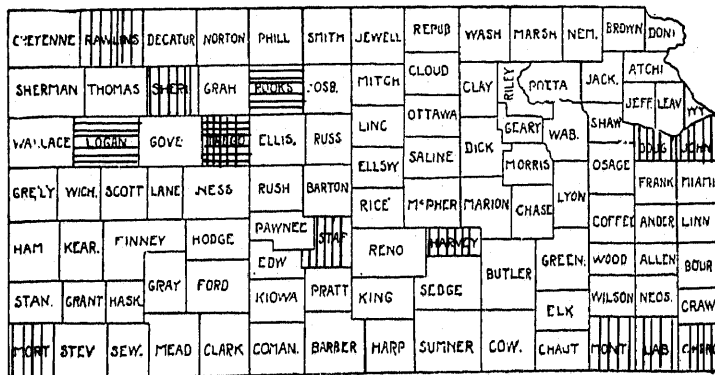 CHEYENNE RAWLINS DECATUR NORTON PHILL SMITH JEWELL REPUB WASH MARSH NEM. BROWN DONI
SHERMAN THOMAS SHERI GRAH ROOKS OSB. MITCH CLOUD CLAY RILEY POTTA JACK. ATCHI
JEFF. LEAV WY
WALLACE LOGAN GOVE TREGO ELLIS. RUSS LINC OTTAWA DICK GEARY WAB. SHAW DOUG JOHN
ELLSW SALINE MORRIS OSAGE FRANK MIAMI
GRE'LY WICH. SCOTT LANE NESS RUSH BARTON RICE McPHER MARION CHASE LYON COFFEE ANDER LINN
HAM KEAR. FINNEY HODGE PAWNEE STAF RENO HARVEY BUTLER GREEN. WOOD ALLEN BOUR
EDW
STAN. GRANT HASK. GRAY FORD KIOWA PRATT KING SEDGE ELK WILSON NEOS. CRAW
MORT STEV SEW. MEAD CLARK COMAN. BARBER HARP SUMNER COW. CHAUT MONT LAB. CHERO